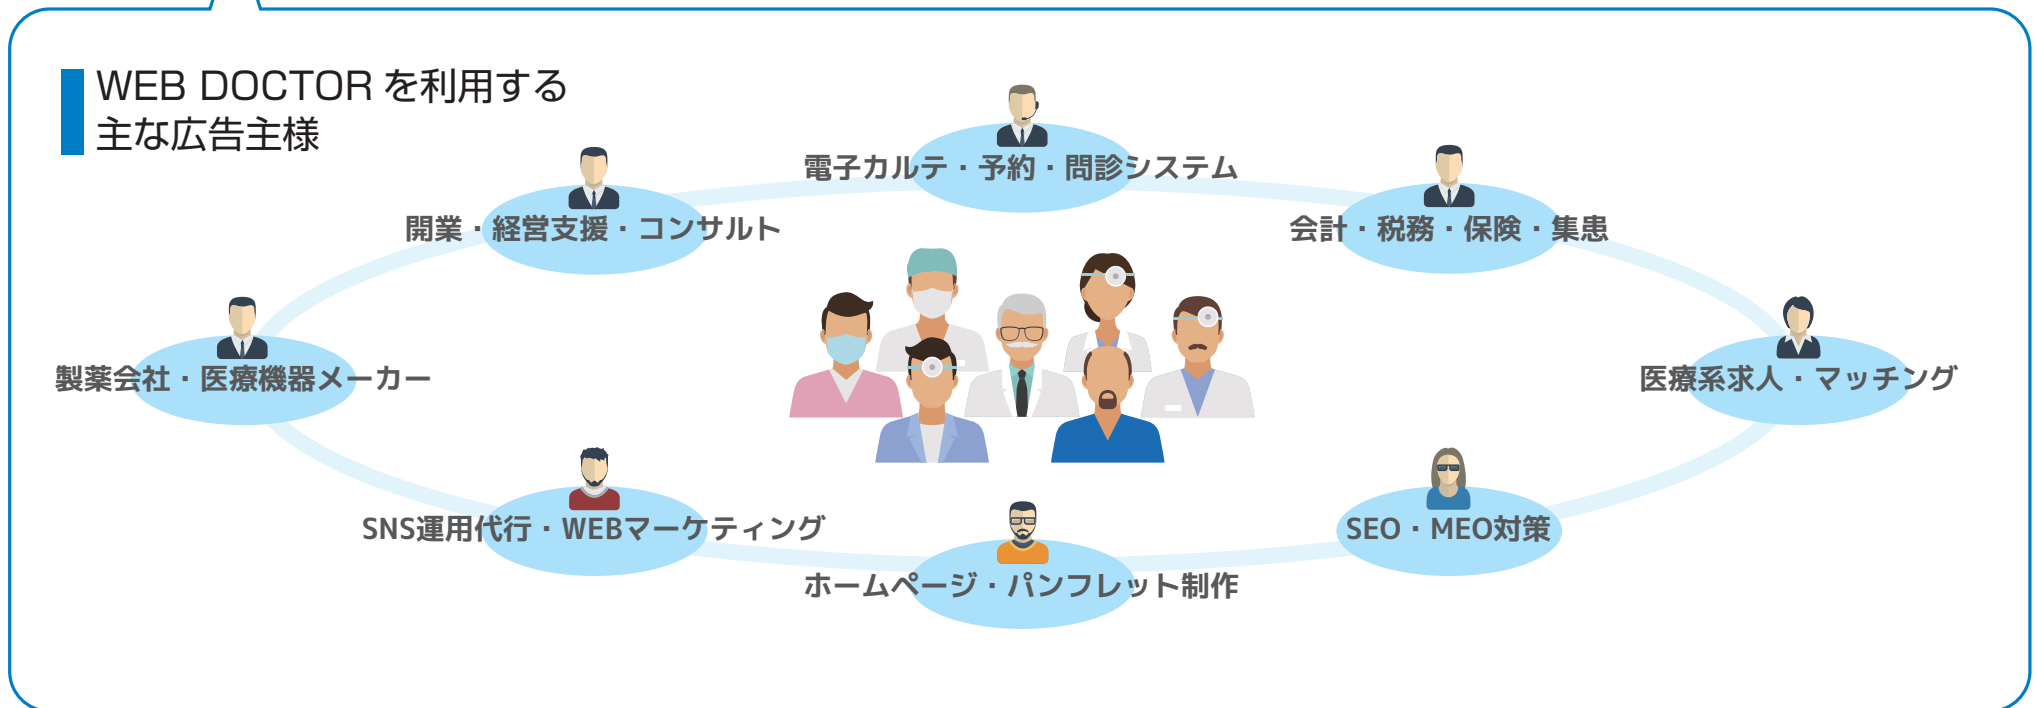 WEB DOCTOR を利用する
主な広告主様
電子カルテ・予約・問診システム
開業・経営支援・コンサルト
会計・税務・保険・集患
製薬会社・医療機器メーカー
医療系求人・マッチング
SNS運用代行・WEBマーケティング
SEO・MEO対策
ホームページ・パンフレット制作